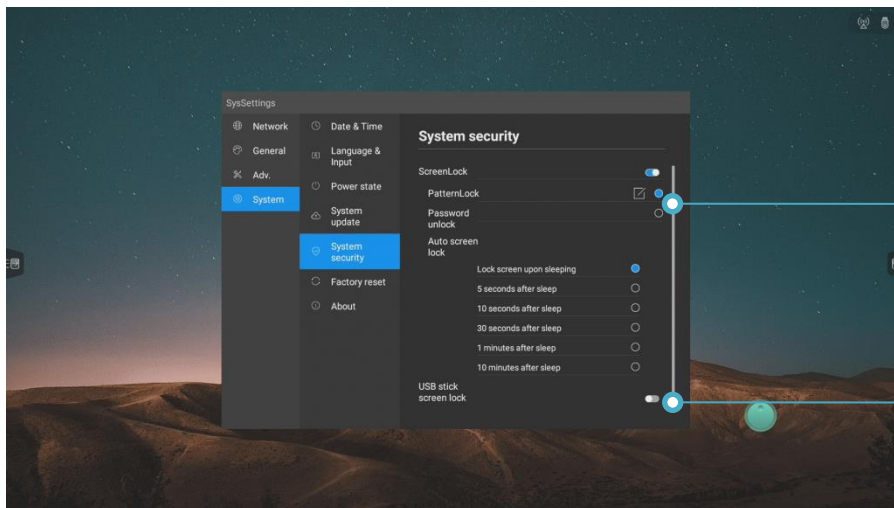 SysSettings
Network
General
Adv.
System
Date & Time
Language &
Input
Power state
System
update
System
security
Factory reset
About
System security
ScreenLock
PatternLock
Password
unlock
Auto screen
lock
Lock screen upon sleeping
5 seconds after sleep
10 seconds after sleep
30 seconds after sleep
1 minutes after sleep
10 minutes after sleep
USB stick
screen lock